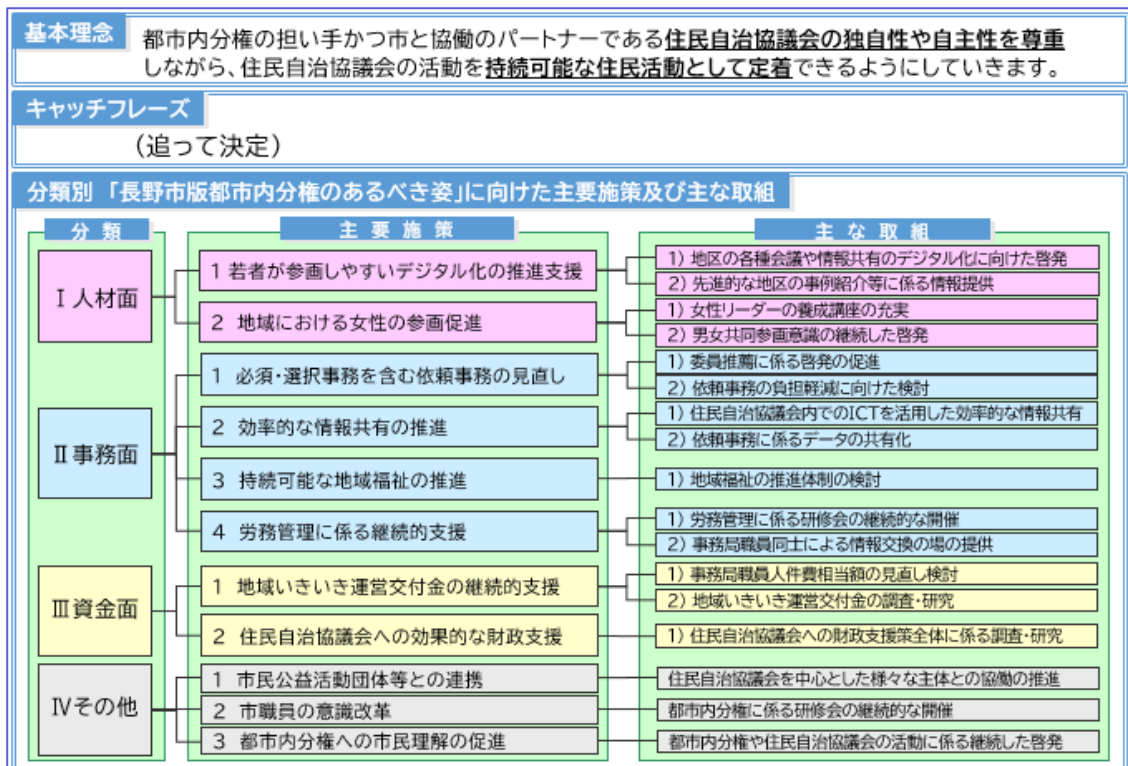 基本理念
都市内分権の担い手かつ市と協働のパートナーである住民自治協議会の独自性や自主性を尊重
しながら、住民自治協議会の活動を持続可能な住民活動として定着できるようにしていきます。
キャッチフレーズ
（追って決定）
分類別 「長野市版都市内分権のあるべき姿」に向けた主要施策及び主な取組
分 類
主 要 施 策
主 な 取 組
Ⅰ人材面
1 若者が参画しやすいデジタル化の推進支援
1）地区の各種会議や情報共有のデジタル化に向けた啓発
2）先進的な地区の事例紹介等に係る情報提供
2 地域における女性の参画促進
1）女性リーダーの養成講座の充実
2）男女共同参画意識の継続した啓発
Ⅱ事務面
1 必須・選択事務を含む依頼事務の見直し
1）委員推薦に係る啓発の促進
2）依頼事務の負担軽減に向けた検討
2 効率的な情報共有の推進
1）住民自治協議会内でのICTを活用した効率的な情報共有
2）依頼事務に係るデータの共有化
3 持続可能な地域福祉の推進
1）地域福祉の推進体制の検討
4 労務管理に係る継続的支援
1）労務管理に係る研修会の継続的な開催
2）事務局職員同士による情報交換の場の提供
Ⅲ資金面
1 地域いきいき運営交付金の継続的支援
1）事務局職員人件費相当額の見直し検討
2）地域いきいき運営交付金の調査・研究
2 住民自治協議会への効果的な財政支援
1）住民自治協議会への財政支援策全体に係る調査・研究
Ⅳその他
1 市民公益活動団体等との連携
住民自治協議会を中心とした様々な主体との協働の推進
2 市職員の意識改革
都市内分権に係る研修会の継続的な開催
3 都市内分権への市民理解の促進
都市内分権や住民自治協議会の活動に係る継続した啓発